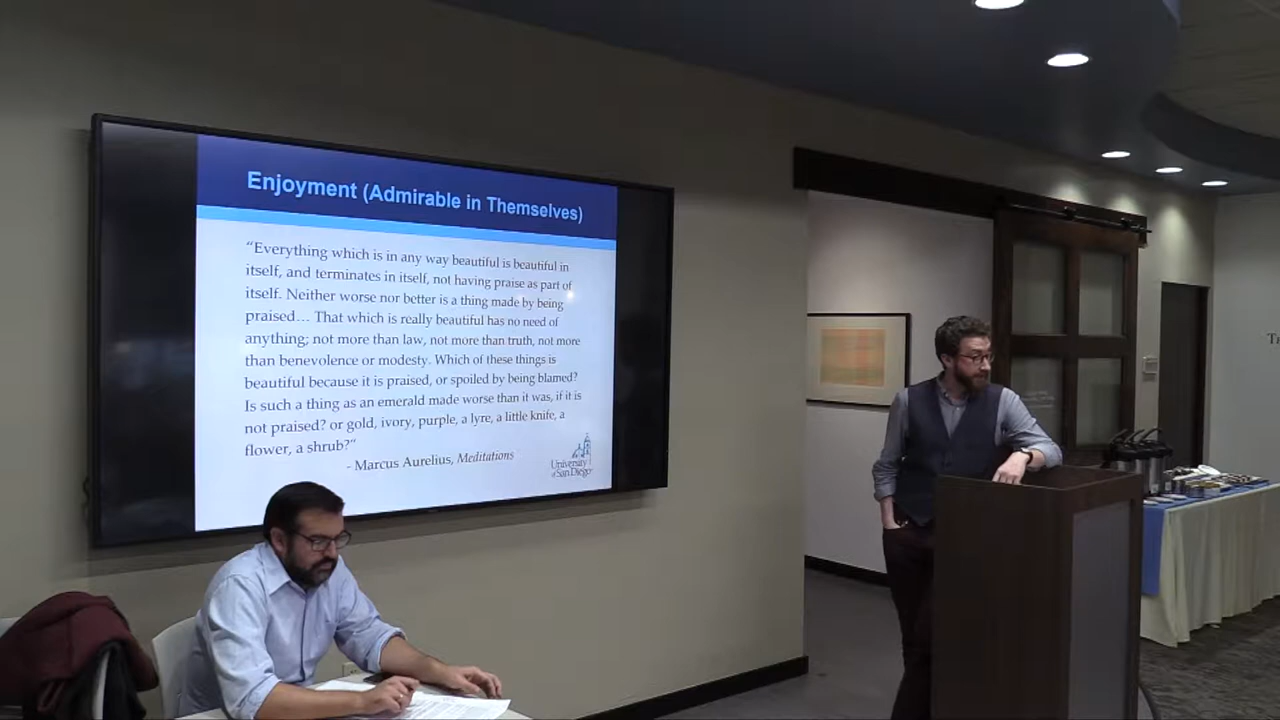 Enjoyment (Admirable in Themselves)
“Everything which is in any way beautiful is beautiful in
itself, and terminates in itself, not having praise as part of
itself. Neither worse nor better is a thing made by being
praised… That which is really beautiful has no need of
anything; not more than law, not more than truth, not more
than benevolence or modesty. Which of these things is
beautiful because it is praised, or spoiled by being blamed?
Is such a thing as an emerald made worse than it was, if it is
not praised? or gold, ivory, purple, a lyre, a little knife, a
flower, a shrub?”
- Marcus Aurelius, Meditations
University
of San Diego